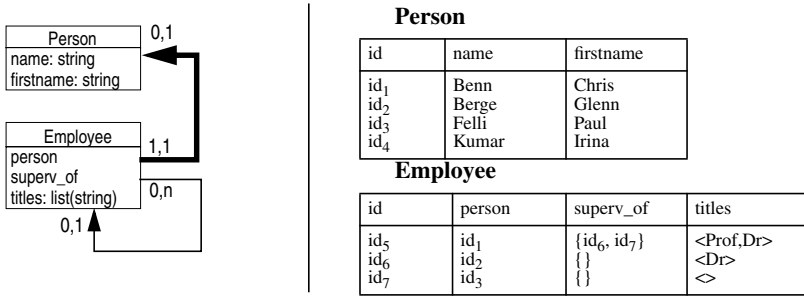 Person
0,1
name: string
firstname: string
Employee
1,1
person
superv_of
0,n
titles: list(string)
0,1
Person
id name firstname
id1 Benn Chris
id2 Berge Glenn
id3 Felli Paul
id4 Kumar Irina
Employee
id person superv_of titles
id5 id1 {id6, id7} <Prof,Dr>
id6 id2 {} <Dr>
id7 id3 {} <>